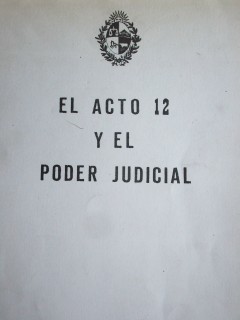 EL ACTO 12
Y EL
PODER JUDICIAL